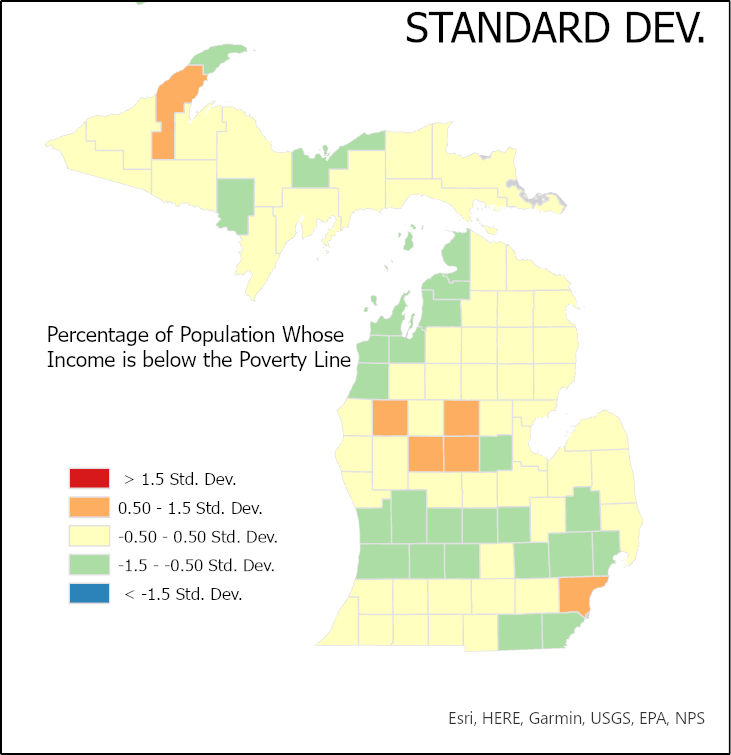 STANDARD DEV.
Percentage of Population Whose
Income is below the Poverty Line
> 1.5 Std. Dev.
0.50 - 1.5 Std. Dev.
-0.50 - 0.50 Std. Dev.
-1.5 - -0.50 Std. Dev.
< -1.5 Std. Dev.
Esri, HERE, Garmin, USGS, EPA, NPS